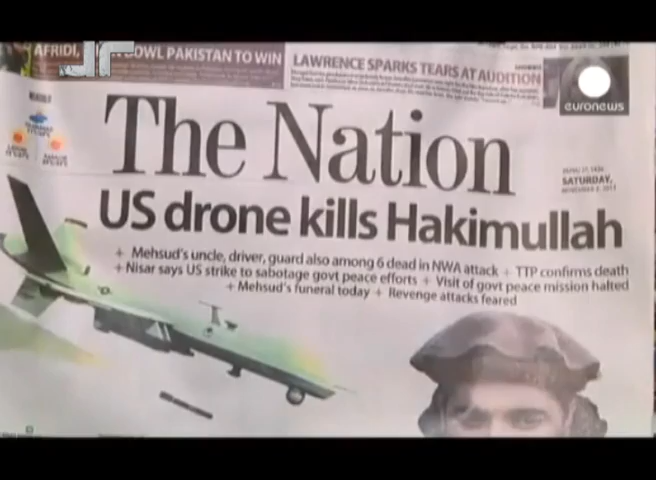 AFRIDI,
OWL PAKISTAN TO WIN
LAWRENCE SPARKS TEARS AT AUDITION
euronews
The Nation
SATURDAY,
US drone kills Hakimullah
+ Mehsud's uncle, driver, guard also among 6 dead in NWA attack + TTP confirms death
+ Nisar says US strike to sabotage govt peace efforts + Visit of govt peace mission halted
+ Mehsud's funeral today + Revenge attacks feared